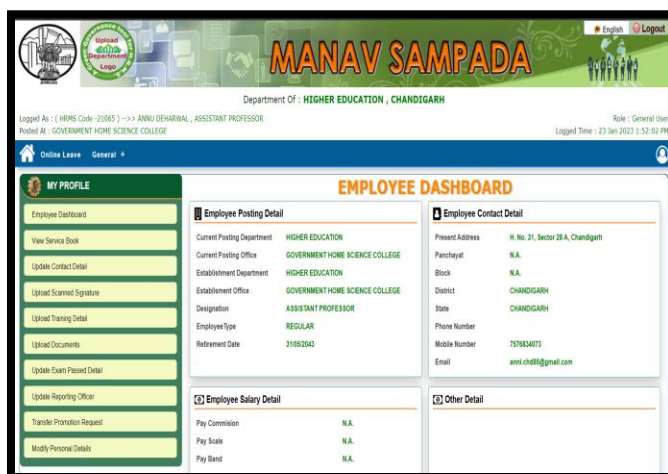 Upload
Department
Logo
MANAV SAMPADA
English
Logout
Department Of : HIGHER EDUCATION , CHANDIGARH
Logged As : ( HRMS Code -21065 ) -->> ANNU DEHARWAL , ASSISTANT PROFESSOR
Role : General User
Posted At : GOVERNMENT HOME SCIENCE COLLEGE
Logged Time : 23 Jan 2023 1:52:02 PM
Online Leave General +
MY PROFILE
Employee Dashboard
View Service Book
Update Contact Detail
Upload Scanned Signature
Upload Training Detail
Upload Documents
Update Exam Passed Detail
Update Reporting Officer
Transfer Promotion Request
Modify Personal Details
EMPLOYEE DASHBOARD
Employee Posting Detail
Current Posting Department HIGHER EDUCATION
Current Posting Office GOVERNMENT HOME SCIENCE COLLEGE
Establishment Department HIGHER EDUCATION
Establisment Office GOVERNMENT HOME SCIENCE COLLEGE
Designation ASSISTANT PROFESSOR
EmployeeType REGULAR
Retirement Date 31/05/2043
Employee Contact Detail
Present Address H. No. 31, Sector 28 A, Chandigarh
Panchayat N.A.
Block N.A.
District CHANDIGARH
State CHANDIGARH
Phone Number
Mobile Number 7576834073
Email anni.chd85@gmail.com
Employee Salary Detail
Pay Commision N.A.
Pay Scale N.A.
Pay Band N.A.
Other Detail